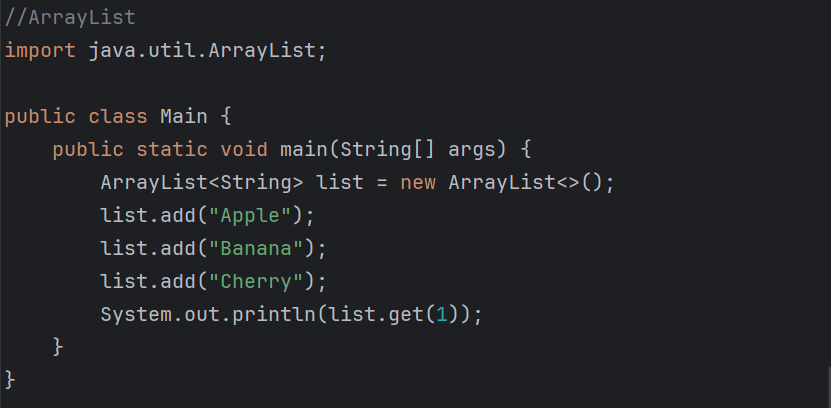 //ArrayList
import java.util.ArrayList;

public class Main {
    public static void main(String[] args) {
        ArrayList<String> list = new ArrayList<>();
        list.add("Apple");
        list.add("Banana");
        list.add("Cherry");
        System.out.println(list.get(1));
    }
}